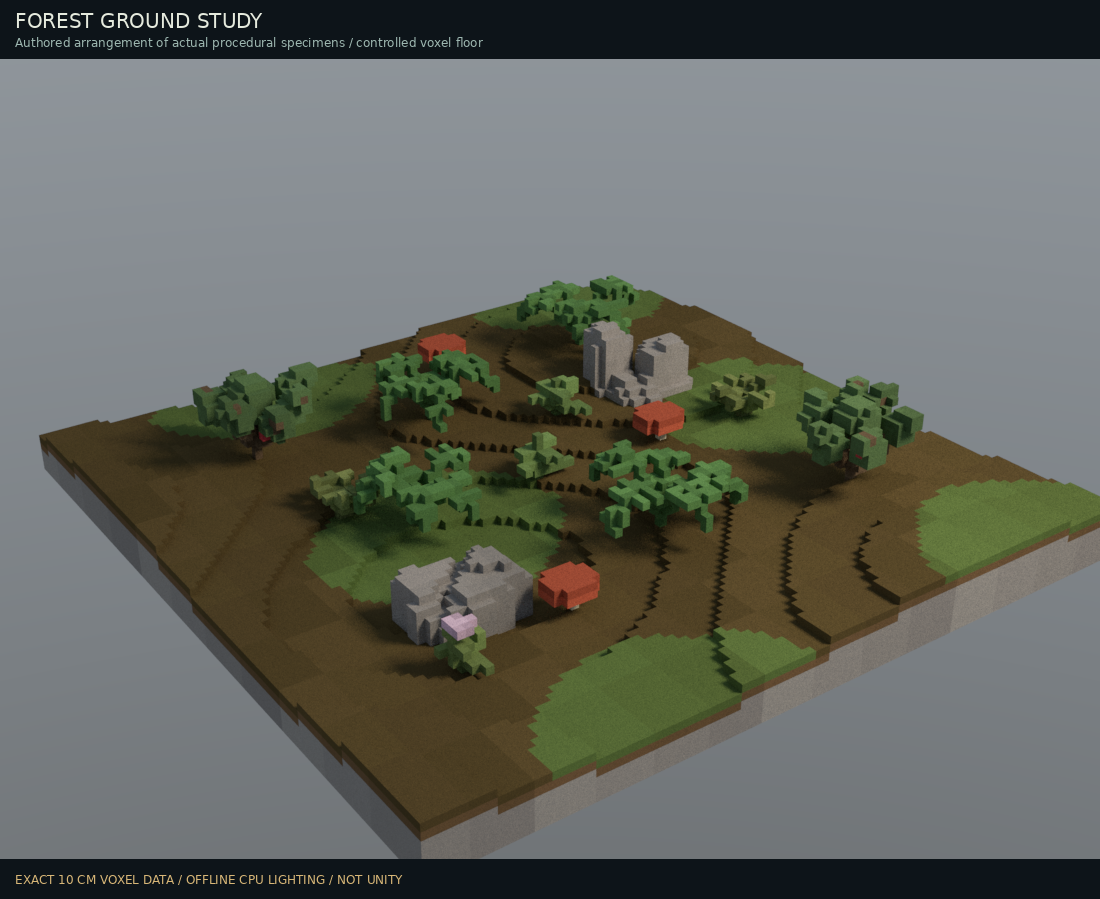 FOREST GROUND STUDY
Authored arrangement of actual procedural specimens / controlled voxel floor
EXACT 10 CM VOXEL DATA / OFFLINE CPU LIGHTING / NOT UNITY